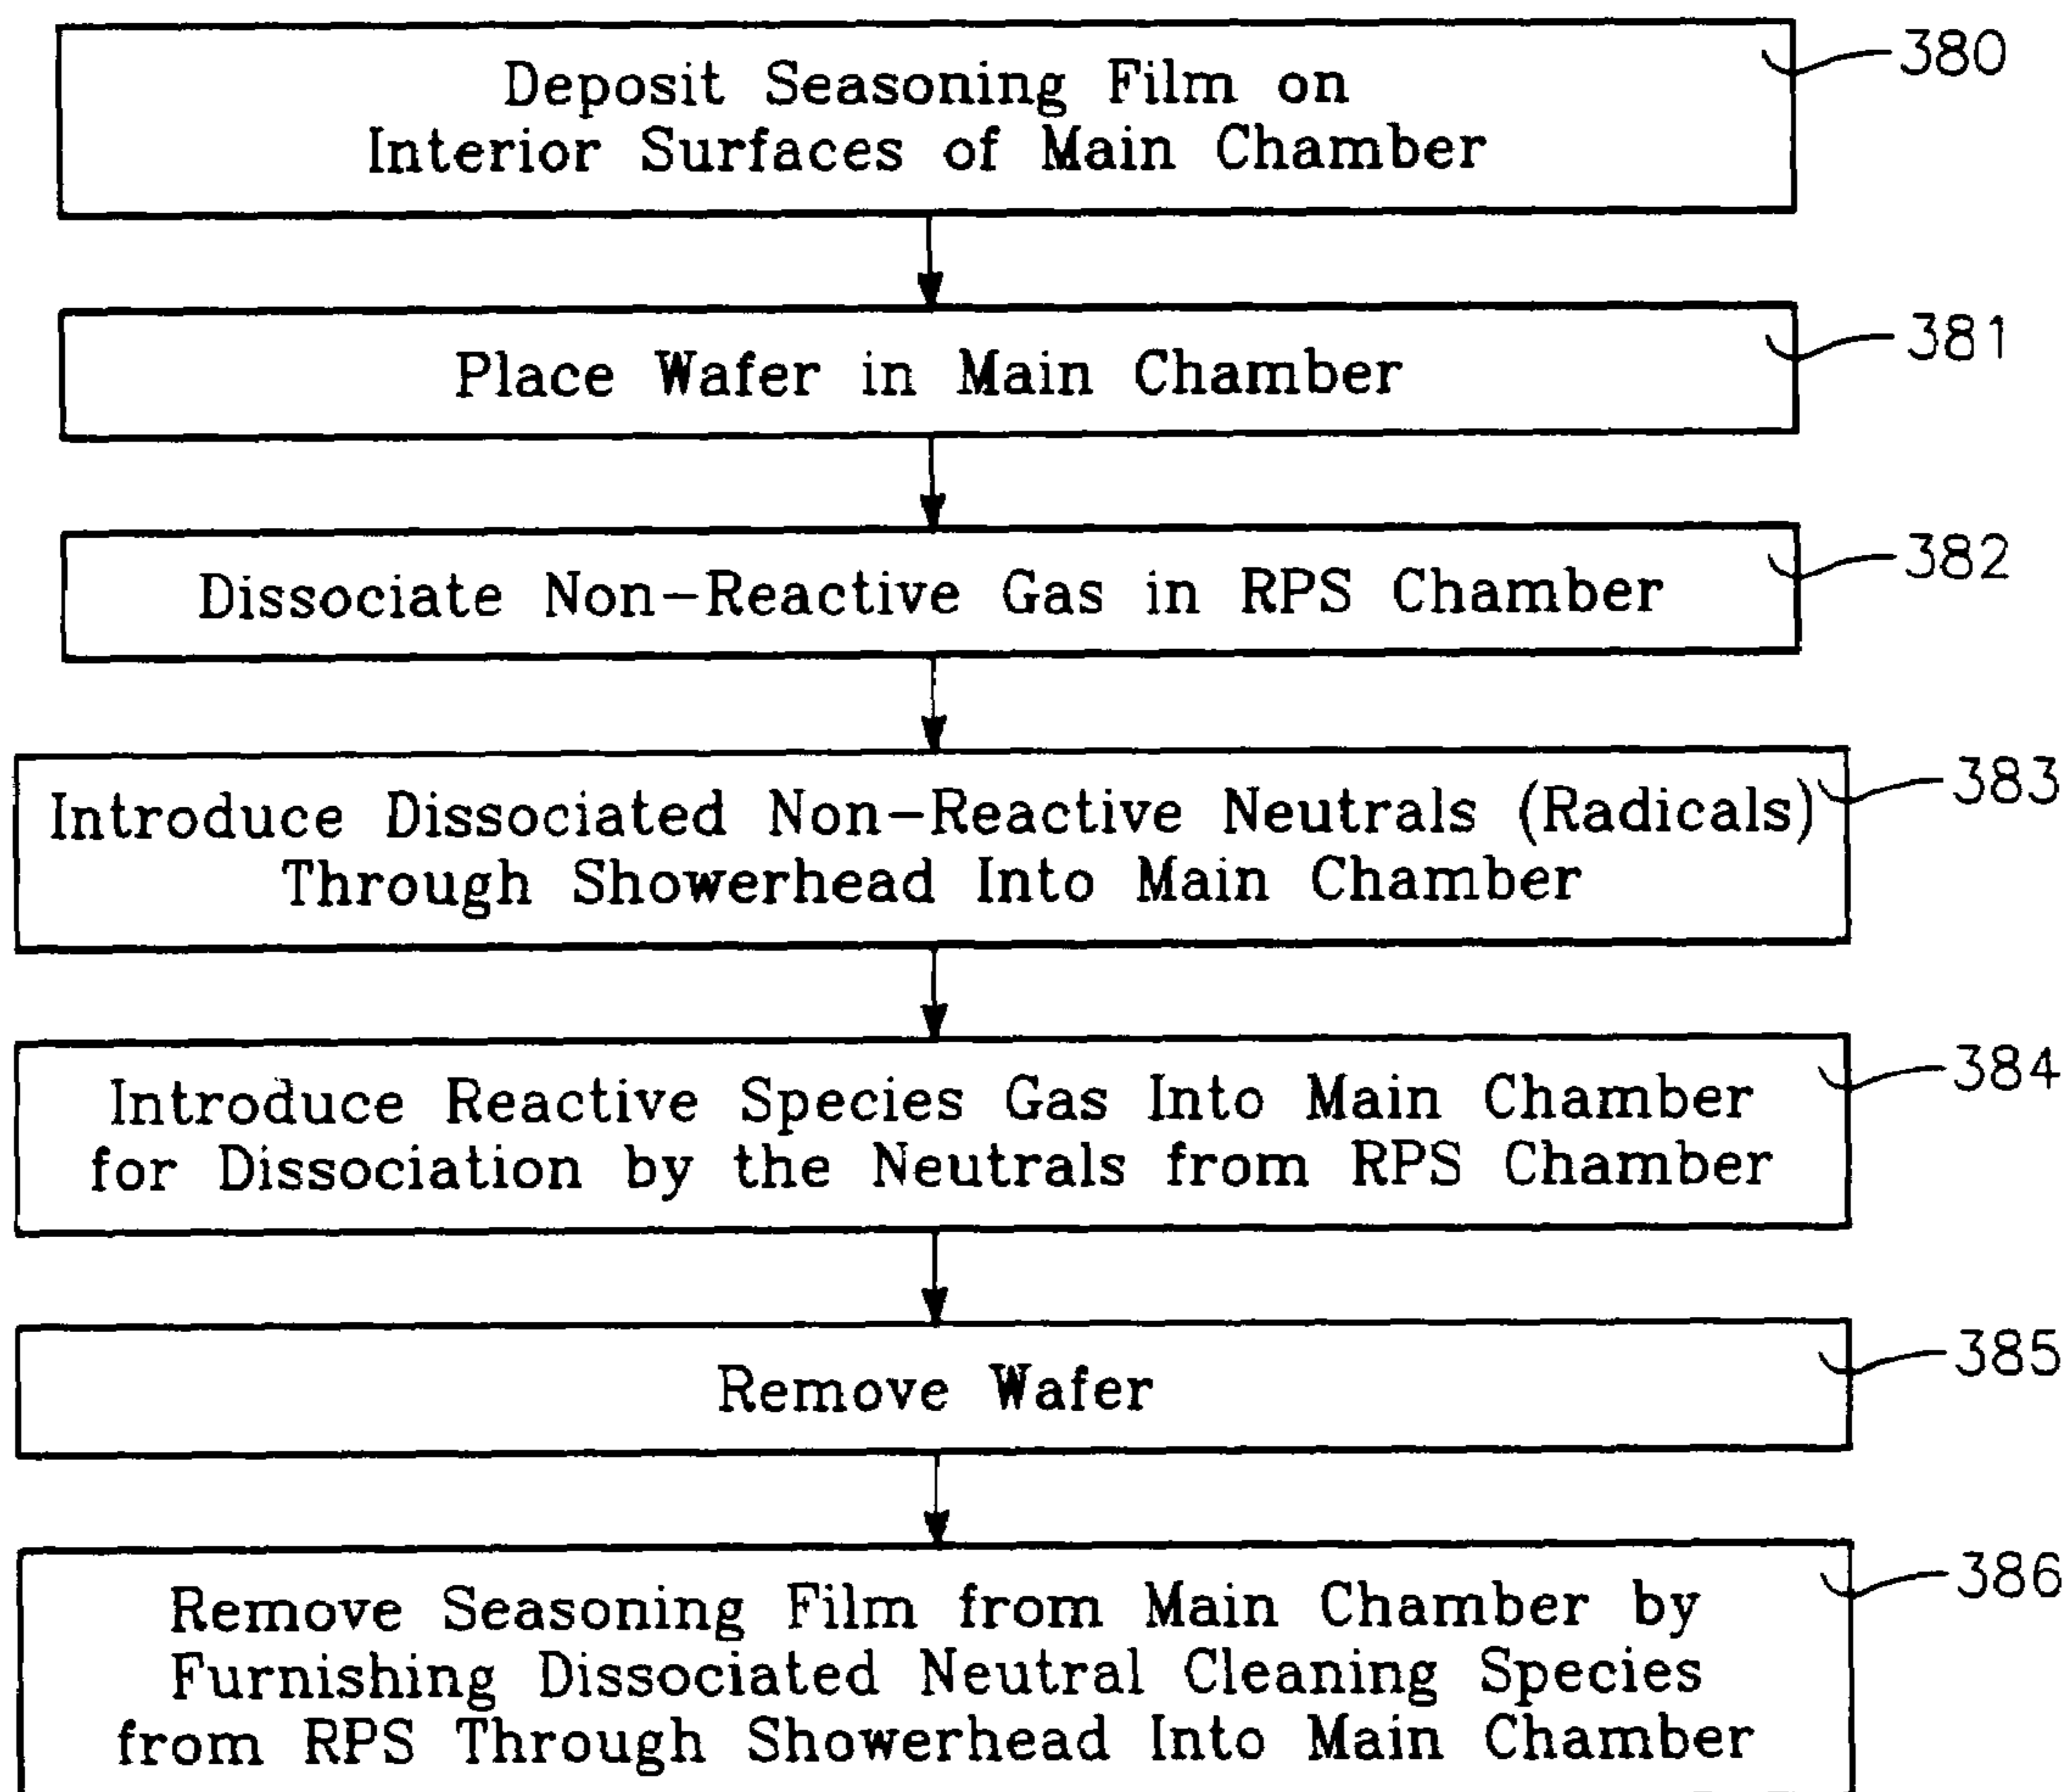 Deposit Seasoning Film on
Interior Surfaces of Main Chamber
380
Place Wafer in Main Chamber
381
Dissociate Non-Reactive Gas in RPS Chamber
382
Introduce Dissociated Non-Reactive Neutrals (Radicals)
Through Showerhead Into Main Chamber
383
Introduce Reactive Species Gas Into Main Chamber
for Dissociation by the Neutrals from RPS Chamber
384
Remove Wafer
385
Remove Seasoning Film from Main Chamber by
Furnishing Dissociated Neutral Cleaning Species
from RPS Through Showerhead Into Main Chamber
386